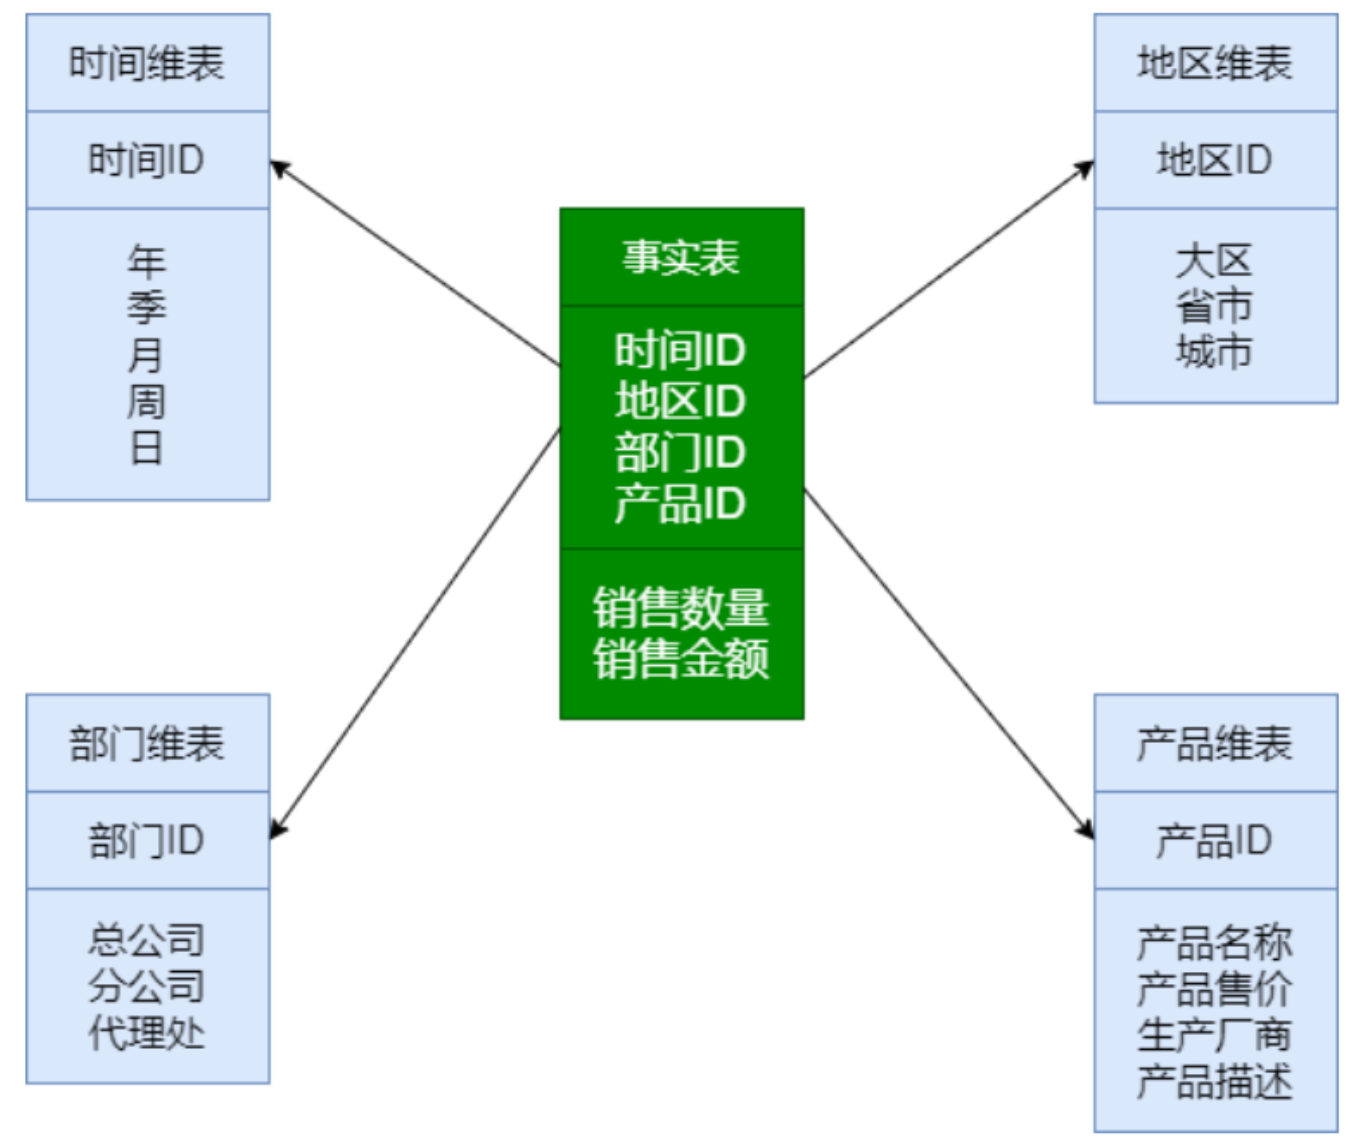 时间维表
时间ID
年
季
月
周
日
地区维表
地区ID
大区
省市
城市
事实表
时间ID
地区ID
部门ID
产品ID
销售数量
销售金额
部门维表
部门ID
总公司
分公司
代理处
产品维表
产品ID
产品名称
产品售价
生产厂商
产品描述